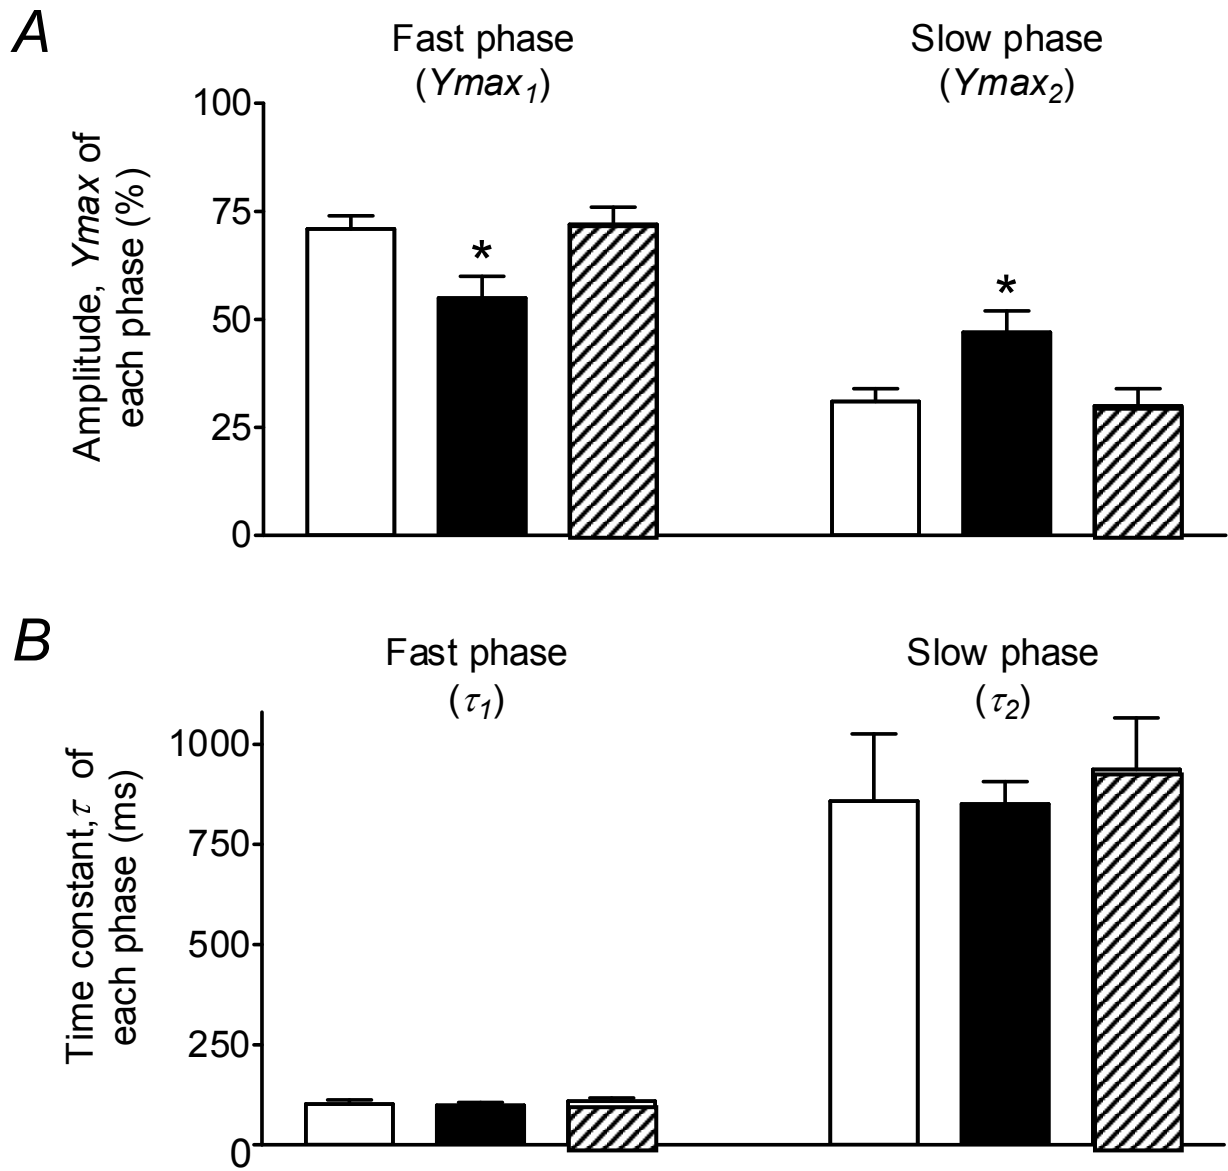 A
Fast phase
(Ymax1)
Slow phase
(Ymax2)
Amplitude, Ymax of
each phase (%)
100
75
50
25
0
*
*
B
Fast phase
(τ1)
Slow phase
(τ2)
Time constant,τ of
each phase (ms)
1000
750
500
250
0